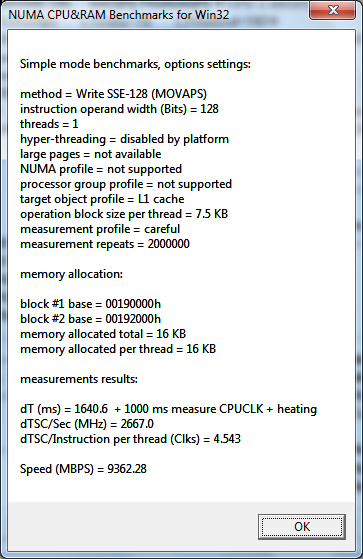 NUMA CPU&RAM Benchmarks for Win32
Simple mode benchmarks, options settings:
method = Write SSE-128 (MOVAPS)
instruction operand width (Bits) = 128
threads = 1
hyper-threading = disabled by platform
large pages = not available
NUMA profile = not supported
processor group profile = not supported
target object profile = L1 cache
operation block size per thread = 7.5 KB
measurement profile = careful
measurement repeats = 2000000
memory allocation:
block #1 base = 00190000h
block #2 base = 00192000h
memory allocated total = 16 KB
memory allocated per thread = 16 KB
measurements results:
dT (ms) = 1640.6  + 1000 ms measure CPUCLK + heating
dTSC/Sec (MHz) = 2667.0
dTSC/Instruction per thread (Clks) = 4.543
Speed (MBPS) = 9362.28
OK